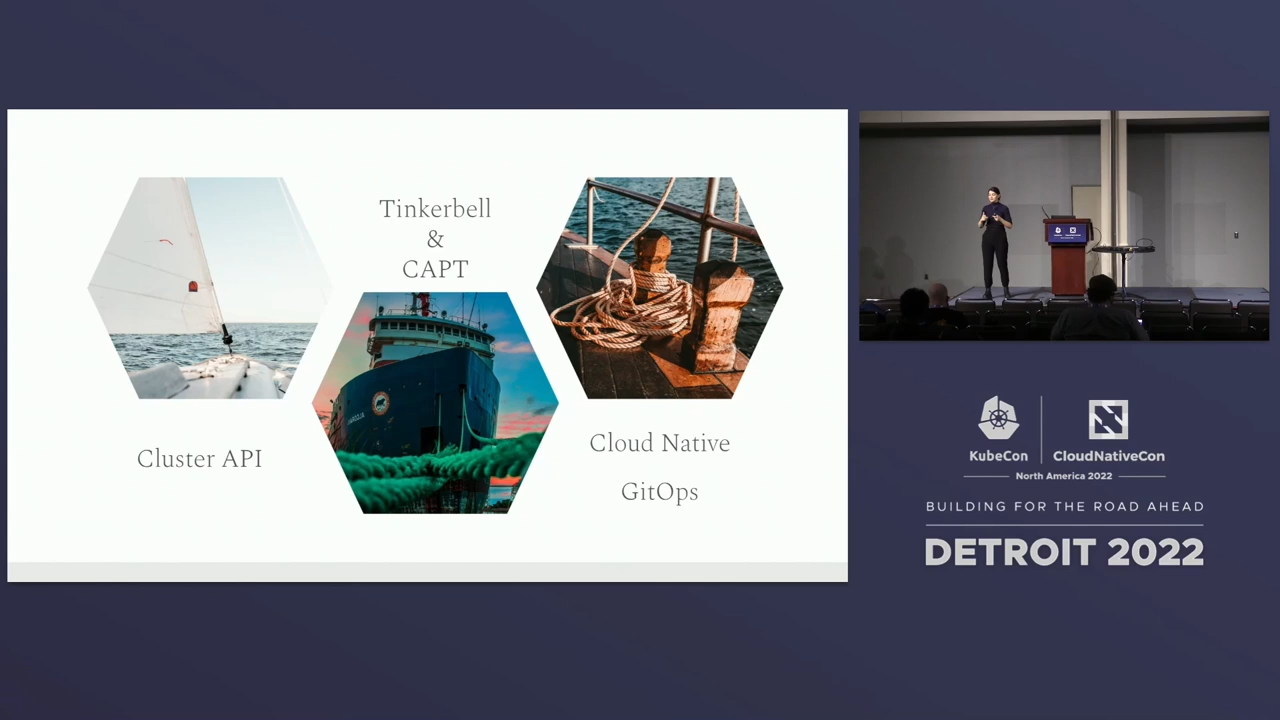 Tinkerbell
&
CAPT
Cluster API
Cloud Native
GitOps
KubeCon
CloudNativeCon
North America 2022
BUILDING FOR THE ROAD AHEAD
DETROIT 2022